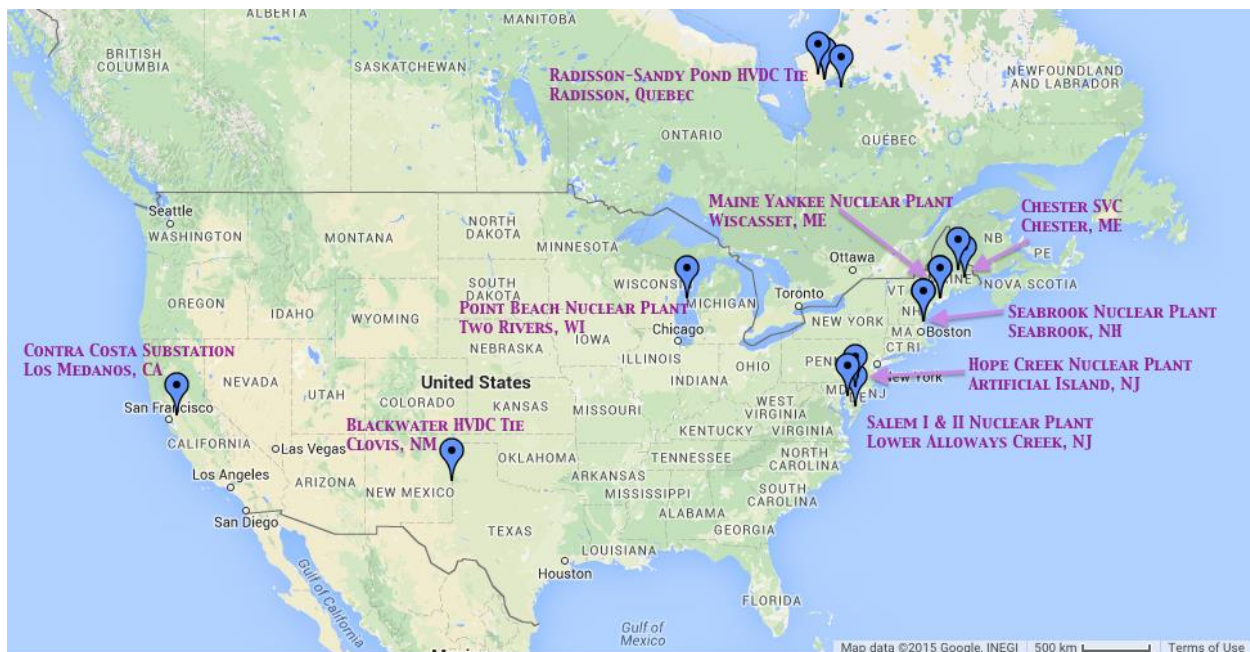 ALBERTA
MANITOBA
BRITISH
COLUMBIA
SASKATCHEWAN
Radisson-Sandy Pond HVDC Tie
Radisson, Quebec
NEWFOUNDLAND
AND LABRADOR
ONTARIO
QUÉBEC
Maine Yankee Nuclear Plant
Wiscasset, ME
Chester SVC
Chester, ME
Seattle
WASHINGTON
MONTANA
NORTH
DAKOTA
MINNESOTA
Ottawa
NB
PE
NOVA SCOTIA
OREGON
IDAHO
WYOMING
SOUTH
DAKOTA
WISCONSIN
MICHIGAN
Toronto
VT
NH
NEW YORK
MA
Boston
CT
RI
Point Beach Nuclear Plant
Two Rivers, WI
Seabrook Nuclear Plant
Seabrook, NH
Chicago
NEBRASKA
IOWA
ILLINOIS
INDIANA
OHIO
PENN
New York
MD
NJ
Contra Costa Substation
Los Medanos, CA
Hope Creek Nuclear Plant
Artificial Island, NJ
Salem I & II Nuclear Plant
Lower Alloways Creek, NJ
NEVADA
UTAH
COLORADO
United States
KANSAS
MISSOURI
WEST
VIRGINIA
KENTUCKY
VIRGINIA
San Francisco
CALIFORNIA
Las Vegas
Blackwater HVDC Tie
Clovis, NM
OKLAHOMA
TENNESSEE
NORTH
CAROLINA
Los Angeles
ARIZONA
NEW MEXICO
ARKANSAS
MISSISSIPPI
SOUTH
CAROLINA
San Diego
TEXAS
ALABAMA
GEORGIA
LOUISIANA
Houston
FLORIDA
Gulf of California
Gulf of
Mexico
Map data ©2015 Google, INEGI
500 km
Terms of Use